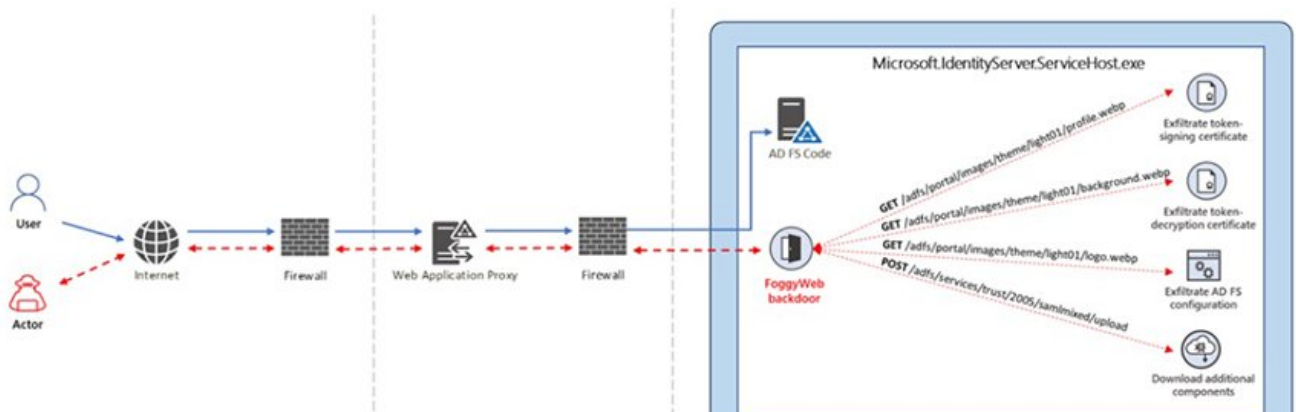 Microsoft.IdentityServer.ServiceHost.exe
User
Actor
Internet
Firewall
Web Application Proxy
Firewall
AD FS Code
FoggyWeb
backdoor
GET /adfs/portal/images/theme/light01/profile.webp
GET /adfs/portal/images/theme/light01/background.webp
GET /adfs/portal/images/theme/light01/logo.webp
POST /adfs/services/trust/2005/samlmixed/upload
Exfiltrate token-
signing certificate
Exfiltrate token-
decryption certificate
Exfiltrate AD FS
configuration
Download additional
components